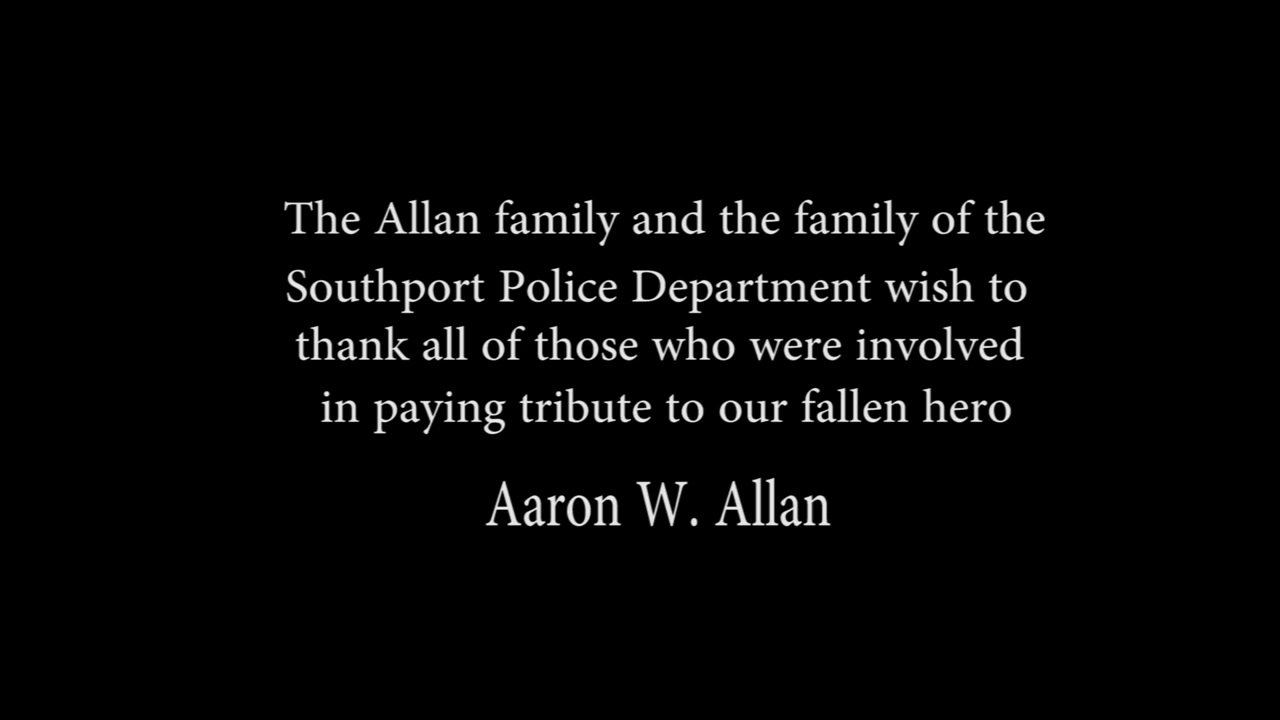 The Allan family and the family of the
Southport Police Department wish to
thank all of those who were involved
in paying tribute to our fallen hero
Aaron W. Allan